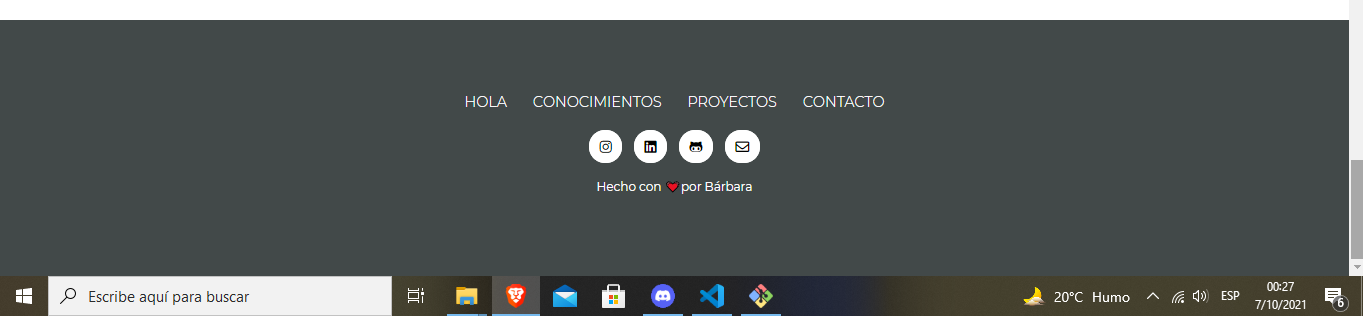 HOLA CONOCIMIENTOS PROYECTOS CONTACTO
Hecho con ❤ por Bárbara
Escribe aquí para buscar
20°C Humo
ESP
00:27
7/10/2021
6